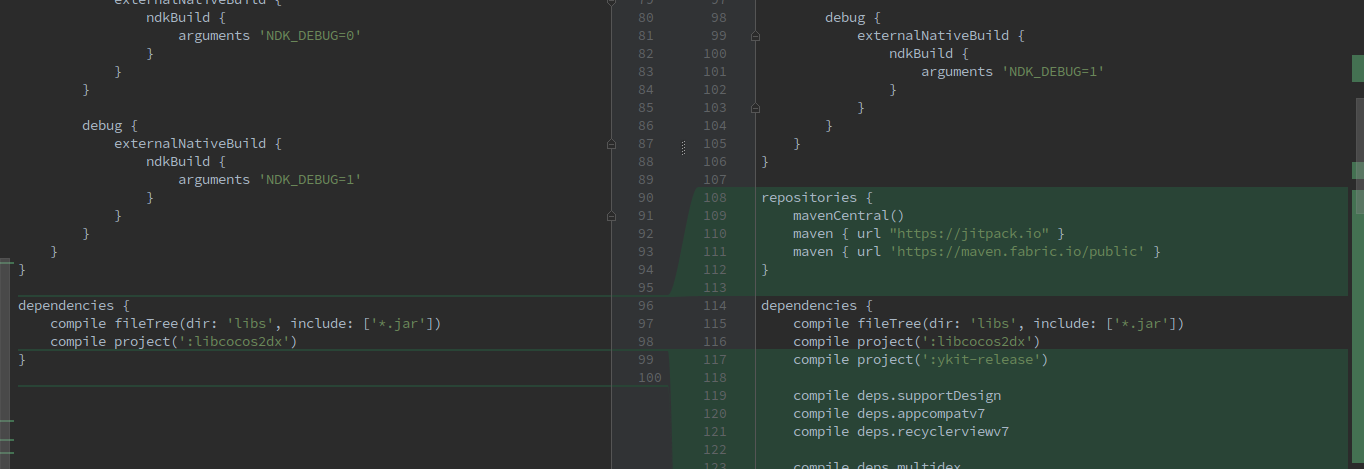 externalNativeBuild {
ndkBuild {
arguments 'NDK_DEBUG=0'
}
}
}
debug {
externalNativeBuild {
ndkBuild {
arguments 'NDK_DEBUG=1'
}
}
}
}
}
dependencies {
compile fileTree(dir: 'libs', include: ['*.jar'])
compile project(':libcocos2dx')
}
79
80
81
82
83
84
85
86
87
88
89
90
91
92
93
94
95
96
97
98
99
100
97
98
99
100
101
102
103
104
105
106
107
108
109
110
111
112
113
114
115
116
117
118
119
120
121
122
123
debug {
externalNativeBuild {
ndkBuild {
arguments 'NDK_DEBUG=1'
}
}
}
}
}
repositories {
mavenCentral()
maven { url "https://jitpack.io" }
maven { url 'https://maven.fabric.io/public' }
}
dependencies {
compile fileTree(dir: 'libs', include: ['*.jar'])
compile project(':libcocos2dx')
compile project(':ykit-release')
compile deps.supportDesign
compile deps.appcompatv7
compile deps.recyclerviewv7
compile deps.multidex